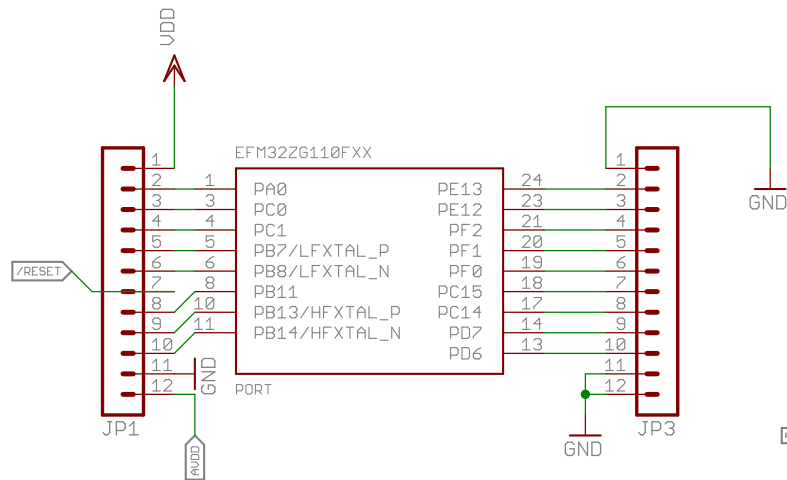 VDD
EFM32ZG110FXX
1 1
2 1 PA0 PE13 24 2
3 3 PC0 PE12 23 3
4 4 PC1 PF2 21 4
5 5 PB7/LFXTAL_P PF1 20 5
6 6 PB8/LFXTAL_N PF0 19 6
/RESET 7 8 PB11 PC15 18 7
8 10 PB13/HFXTAL_P PC14 17 8
9 11 PB14/HFXTAL_N PD7 14 9
10 PD6 13 10
11 GND 11
12 PORT 12
GND
JP1 JP3
AVDD
GND